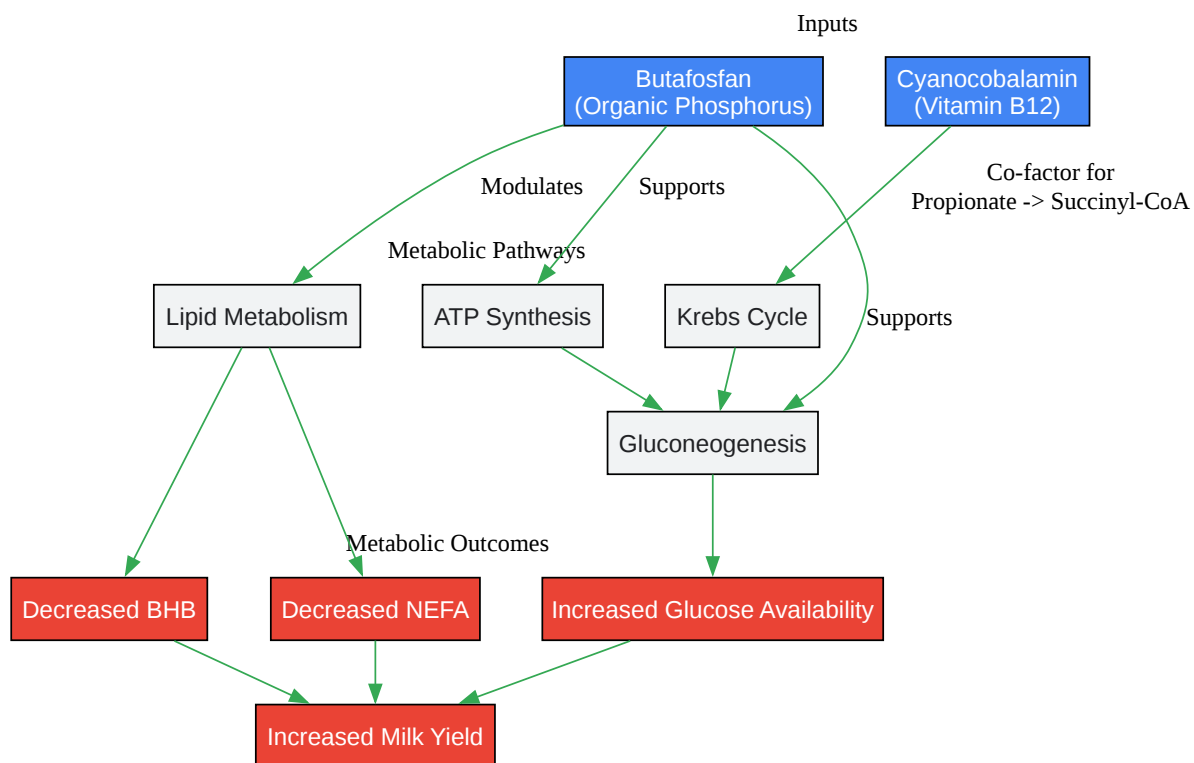 Inputs
Butafosfan
(Organic Phosphorus)
Cyanocobalamin
(Vitamin B12)
Modulates
Supports
Co-factor for
Propionate -> Succinyl-CoA
Metabolic Pathways
Lipid Metabolism
ATP Synthesis
Krebs Cycle
Supports
Gluconeogenesis
Metabolic Outcomes
Decreased BHB
Decreased NEFA
Increased Glucose Availability
Increased Milk Yield